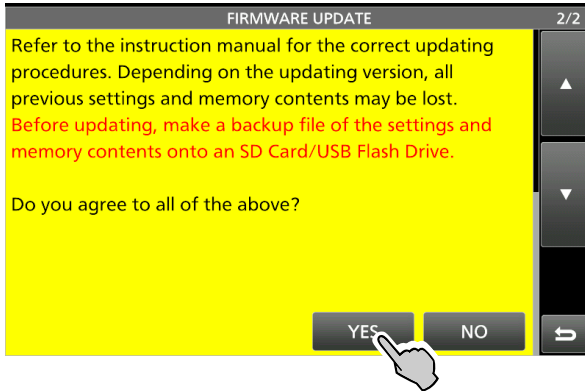 FIRMWARE UPDATE 2/2
Refer to the instruction manual for the correct updating
procedures. Depending on the updating version, all
previous settings and memory contents may be lost.
Before updating, make a backup file of the settings and
memory contents onto an SD Card/USB Flash Drive.
Do you agree to all of the above?
YES NO